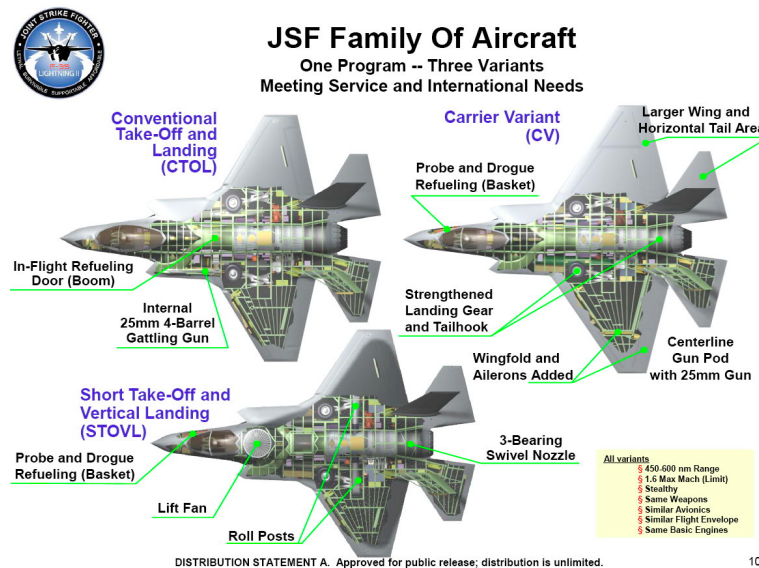 JOINT STRIKE FIGHTER
F-35
LIGHTNING II
LETHAL SURVIVABLE SUPPORTABLE AFFORDABLE
JSF Family Of Aircraft
One Program -- Three Variants
Meeting Service and International Needs
Conventional
Take-Off and
Landing
(CTOL)
In-Flight Refueling
Door (Boom)
Internal
25mm 4-Barrel
Gattling Gun
Carrier Variant
(CV)
Larger Wing and
Horizontal Tail Area
Probe and Drogue
Refueling (Basket)
Strengthened
Landing Gear
and Tailhook
Wingfold and
Ailerons Added
Centerline
Gun Pod
with 25mm Gun
Short Take-Off and
Vertical Landing
(STOVL)
Probe and Drogue
Refueling (Basket)
Lift Fan
Roll Posts
3-Bearing
Swivel Nozzle
All variants
§ 450-600 nm Range
§ 1.6 Max Mach (Limit)
§ Stealthy
§ Same Weapons
§ Similar Avionics
§ Similar Flight Envelope
§ Same Basic Engines
DISTRIBUTION STATEMENT A. Approved for public release; distribution is unlimited.
10